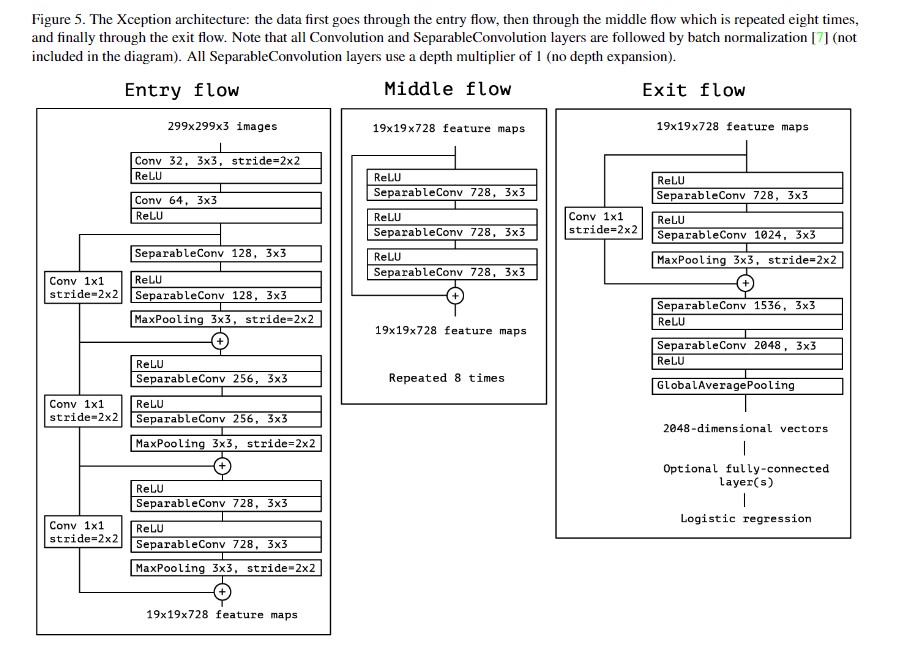 Figure 5. The Xception architecture: the data first goes through the entry flow, then through the middle flow which is repeated eight times,
and finally through the exit flow. Note that all Convolution and SeparableConvolution layers are followed by batch normalization [7] (not
included in the diagram). All SeparableConvolution layers use a depth multiplier of 1 (no depth expansion).
Entry flow
299x299x3 images
Conv 32, 3x3, stride=2x2
ReLU
Conv 64, 3x3
ReLU
SeparableConv 128, 3x3
Conv 1x1
stride=2x2
ReLU
SeparableConv 128, 3x3
MaxPooling 3x3, stride=2x2
+
ReLU
SeparableConv 256, 3x3
Conv 1x1
stride=2x2
ReLU
SeparableConv 256, 3x3
MaxPooling 3x3, stride=2x2
+
ReLU
SeparableConv 728, 3x3
Conv 1x1
stride=2x2
ReLU
SeparableConv 728, 3x3
MaxPooling 3x3, stride=2x2
+
19x19x728 feature maps
Middle flow
19x19x728 feature maps
ReLU
SeparableConv 728, 3x3
ReLU
SeparableConv 728, 3x3
ReLU
SeparableConv 728, 3x3
+
19x19x728 feature maps
Repeated 8 times
Exit flow
19x19x728 feature maps
ReLU
SeparableConv 728, 3x3
Conv 1x1
stride=2x2
ReLU
SeparableConv 1024, 3x3
MaxPooling 3x3, stride=2x2
+
SeparableConv 1536, 3x3
ReLU
SeparableConv 2048, 3x3
ReLU
GlobalAveragePooling
2048-dimensional vectors
Optional fully-connected
layer(s)
Logistic regression